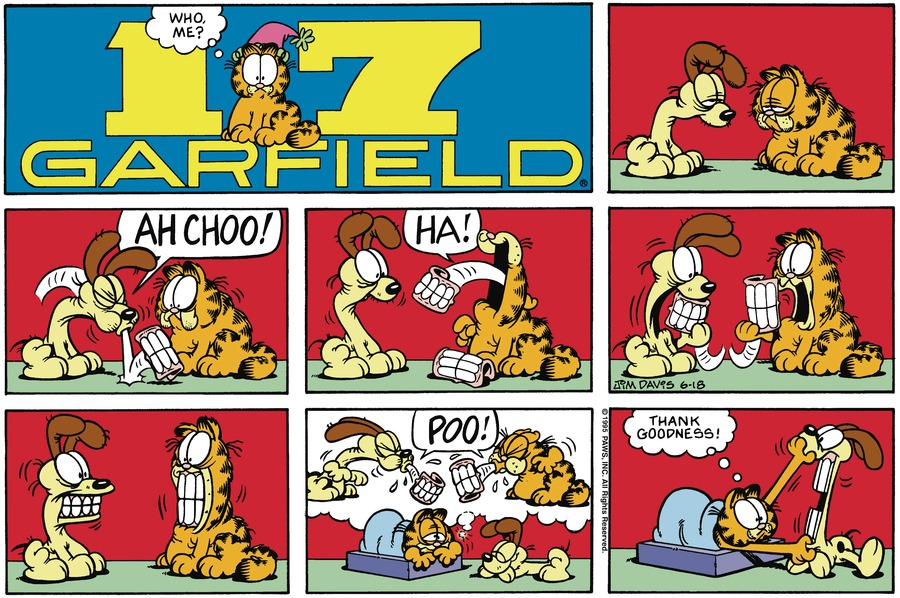 WHO,
ME?
17
GARFIELD®
AH CHOO!
HA!
JIM DAVIS 6-18
POO!
© 1995 PAWS, INC. All Rights Reserved.
THANK
GOODNESS!